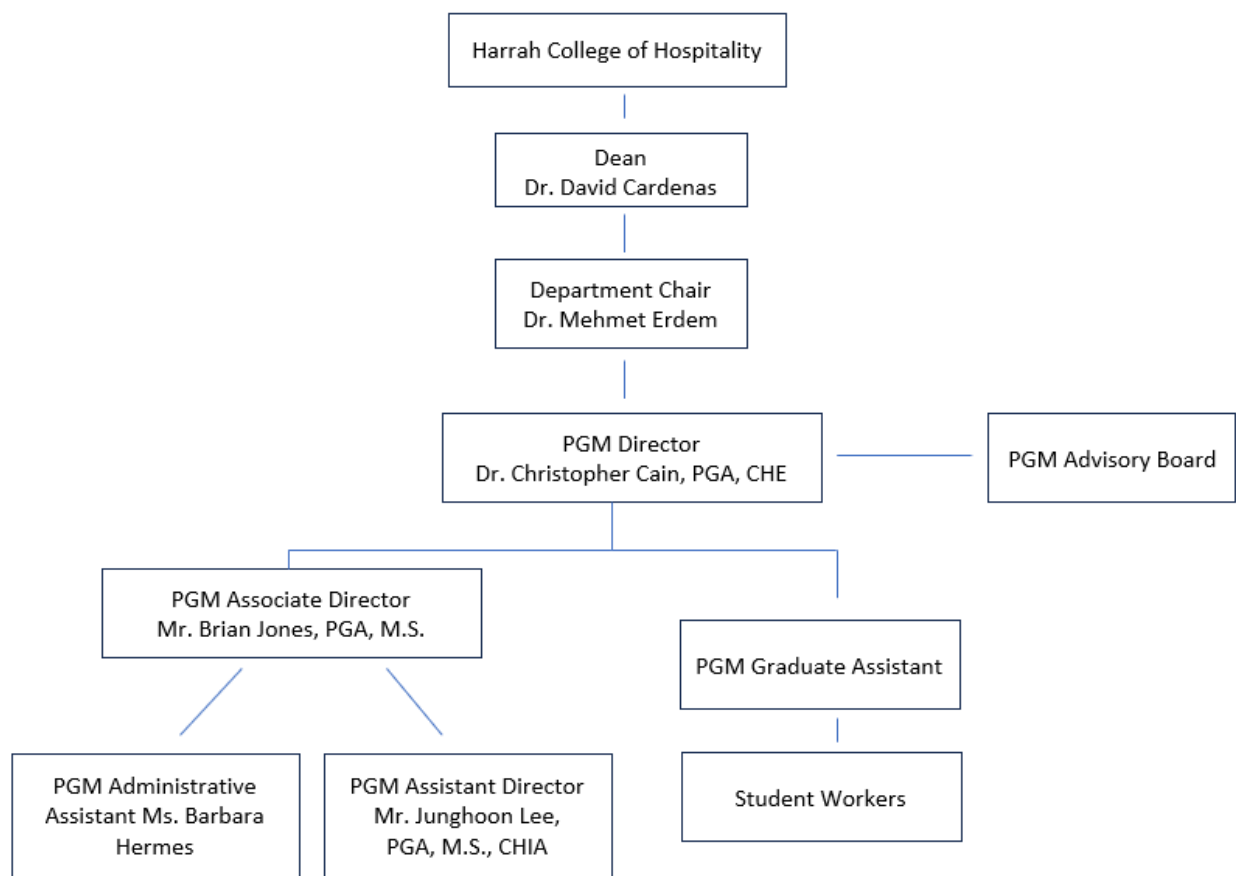 Harrah College of Hospitality
Dean
Dr. David Cardenas
Department Chair
Dr. Mehmet Erdem
PGM Director
Dr. Christopher Cain, PGA, CHE
PGM Advisory Board
PGM Associate Director
Mr. Brian Jones, PGA, M.S.
PGM Graduate Assistant
PGM Administrative
Assistant Ms. Barbara
Hermes
PGM Assistant Director
Mr. Junghoon Lee,
PGA, M.S., CHIA
Student Workers